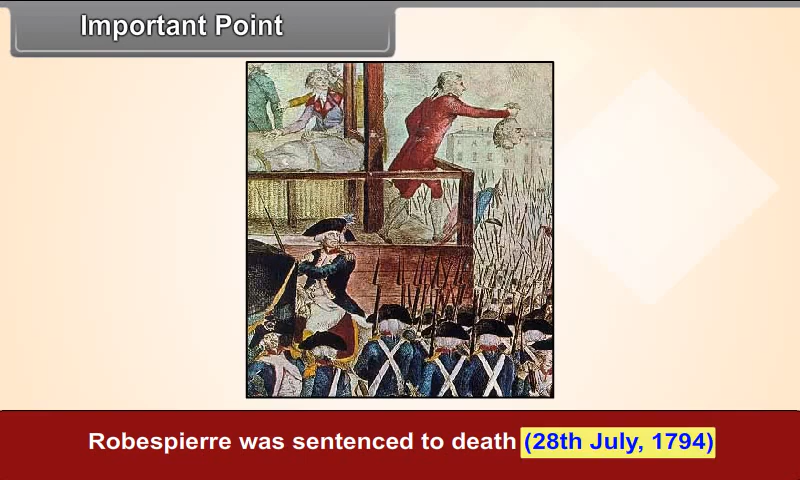 Important Point
Robespierre was sentenced to death (28th July, 1794)